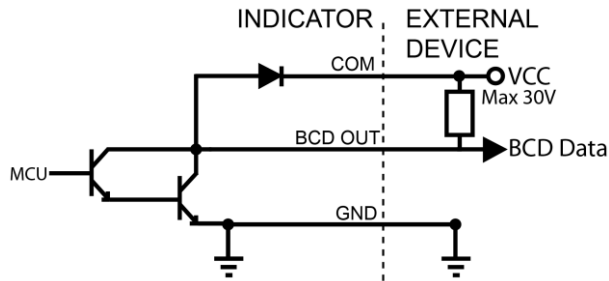 INDICATOR
EXTERNAL
DEVICE
COM
VCC
Max 30V
BCD OUT
BCD Data
MCU
GND